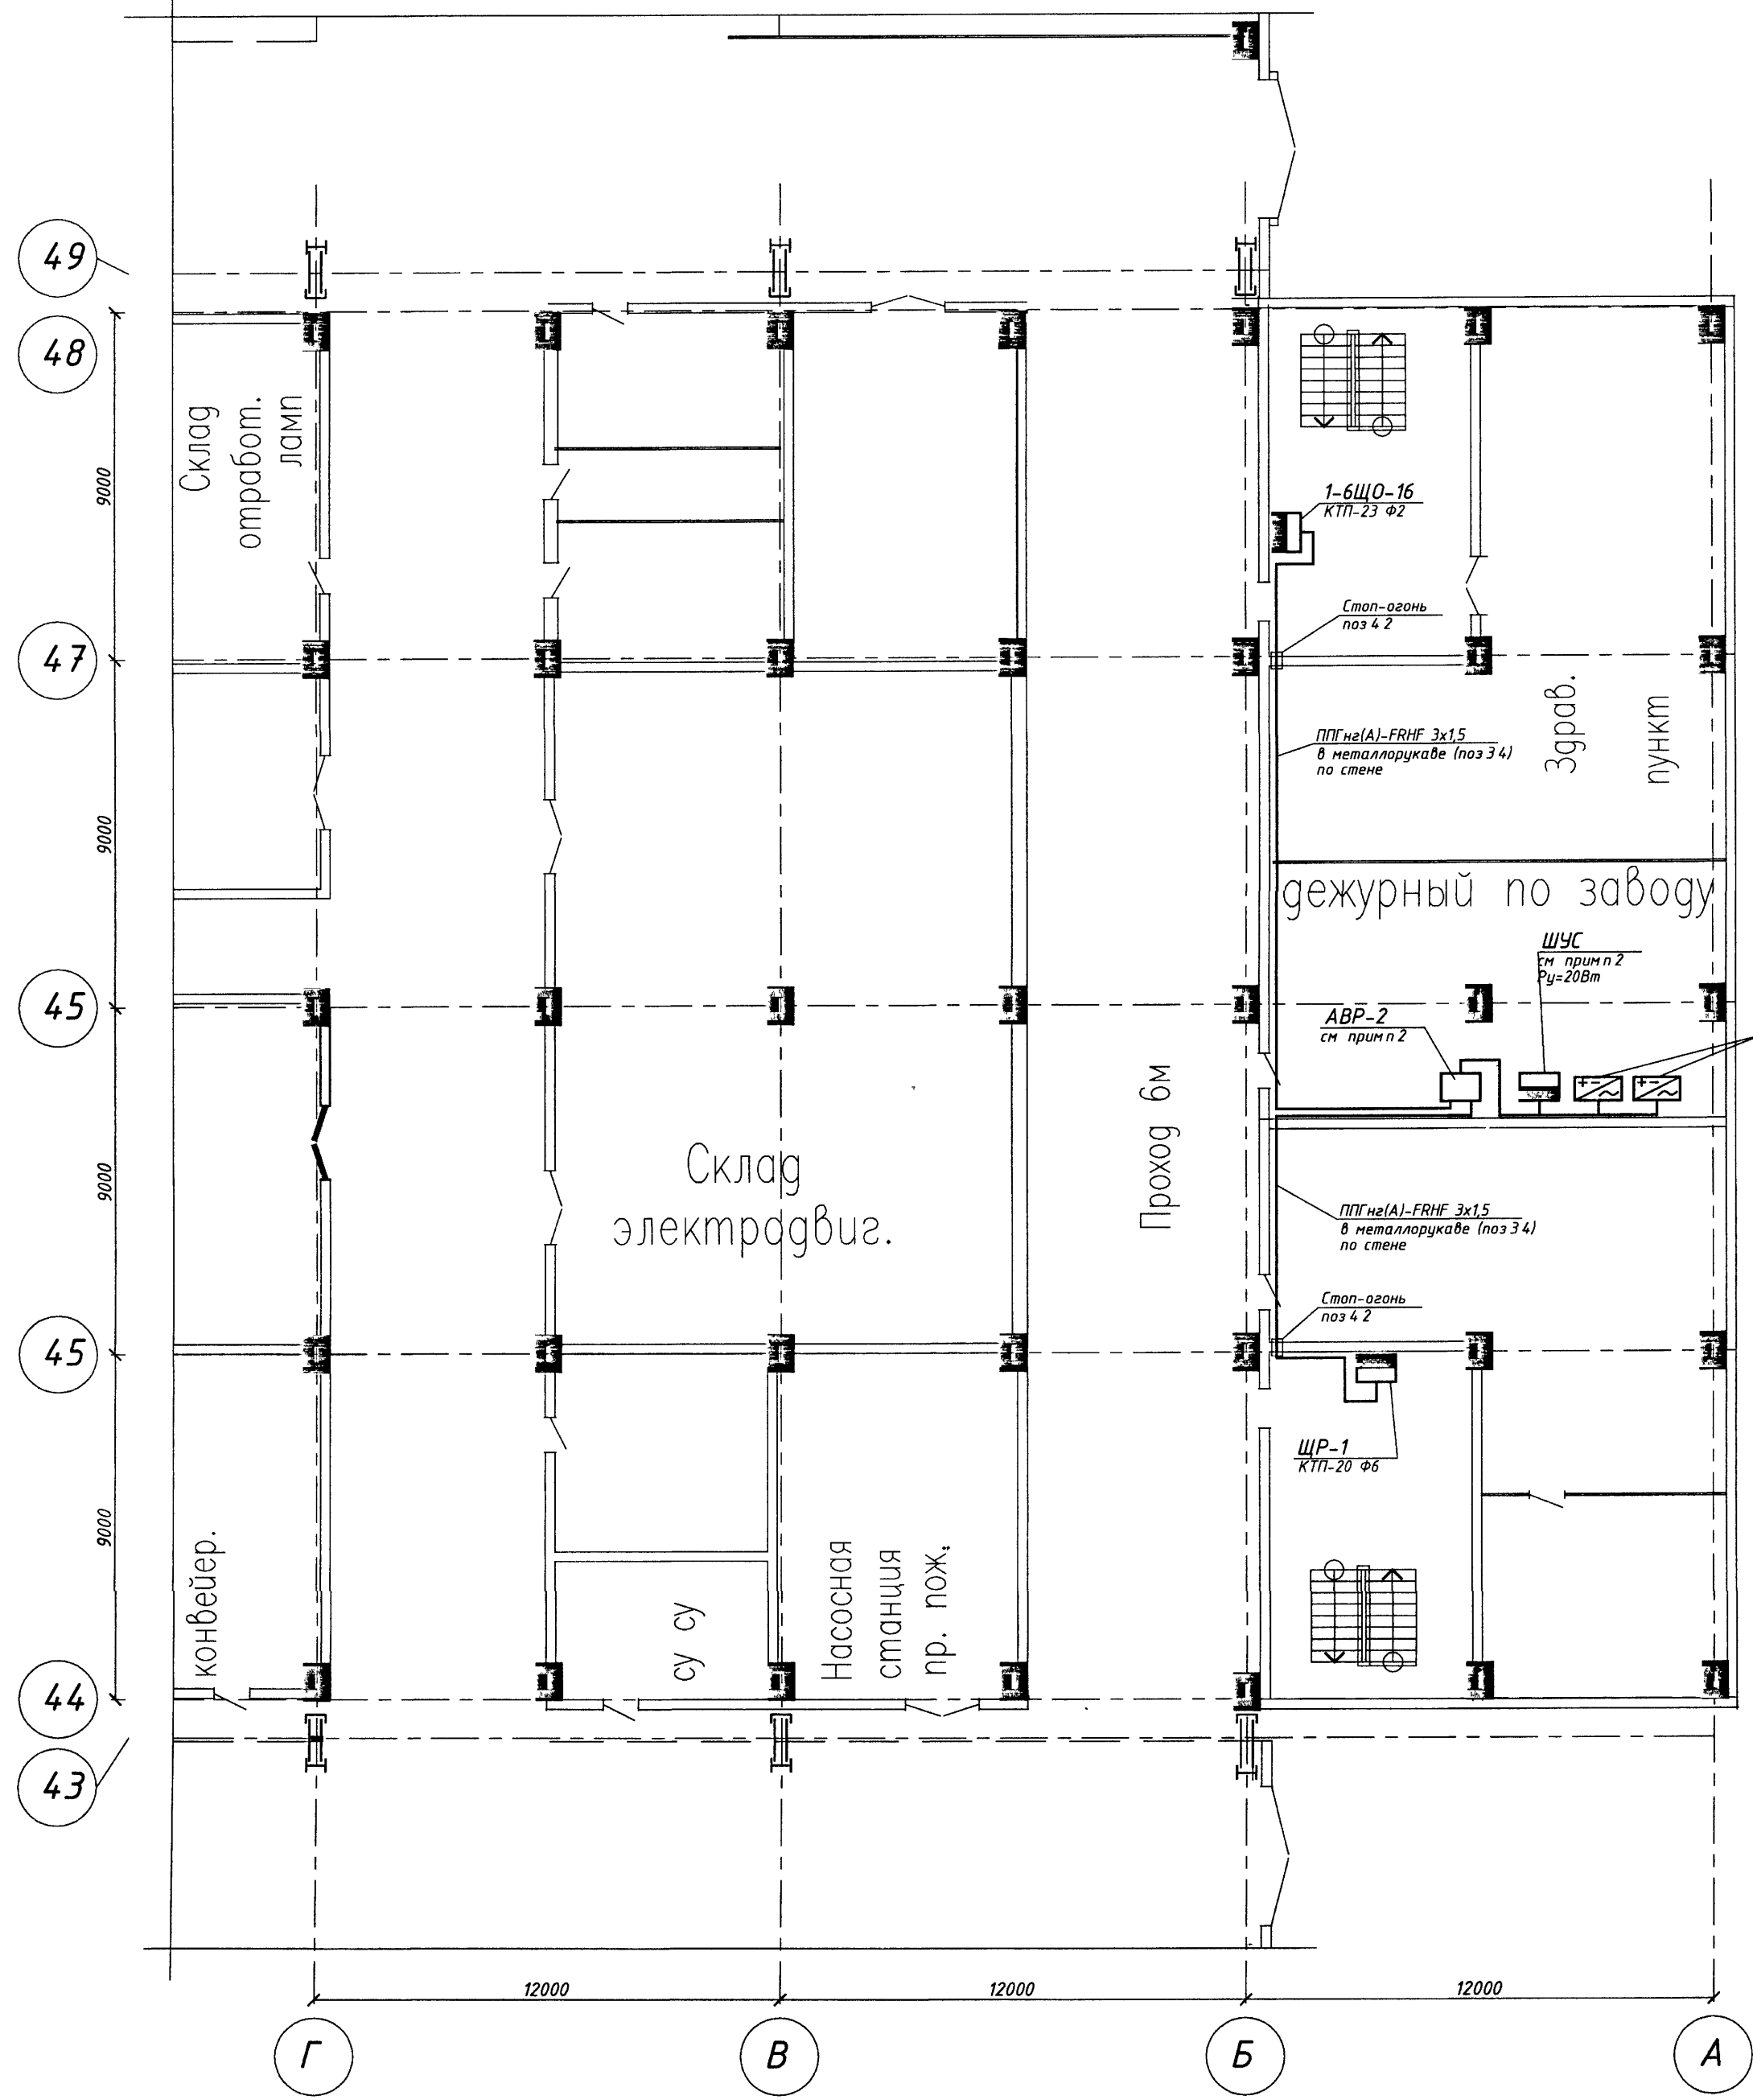 49
48
Склад
отработ.
ламп
9000
1-6ЩО-16
КТП-23 Ф2
Стоп-огонь
поз 4 2
47
Здрав.
пункт
ППГнг(А)-FRHF 3х1,5
в металлорукаве (поз 3 4)
по стене
9000
дежурный по заводу
ШУС
см прим п 2
Ру=20Вт
45
АВР-2
см прим п 2
Проход 6м
9000
Склад
электродвиг.
ППГнг(А)-FRHF 3х1,5
в металлорукаве (поз 3 4)
по стене
Стоп-огонь
поз 4 2
45
ЩР-1
КТП-20 Ф6
9000
конвейер.
су су
Насосная
станция
пр. пож.
44
43
12000
12000
12000
Г
В
Б
А